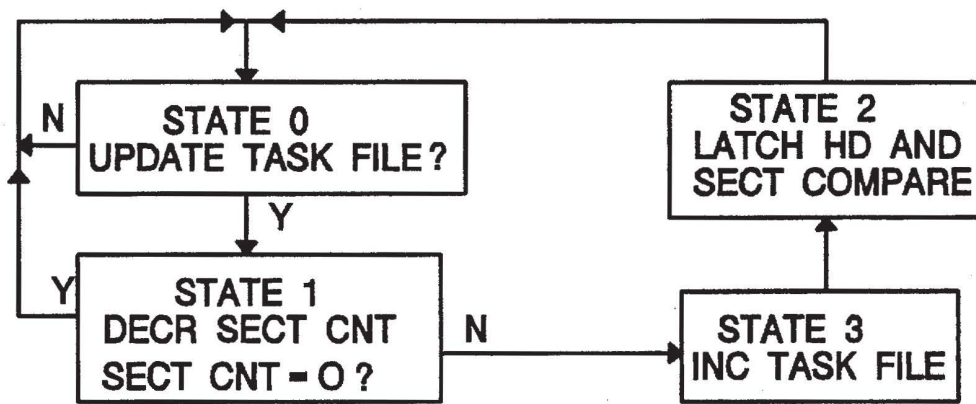 N
STATE 0
UPDATE TASK FILE?
Y
Y
STATE 1
DECR SECT CNT
SECT CNT = O ?
N
STATE 2
LATCH HD AND
SECT COMPARE
STATE 3
INC TASK FILE